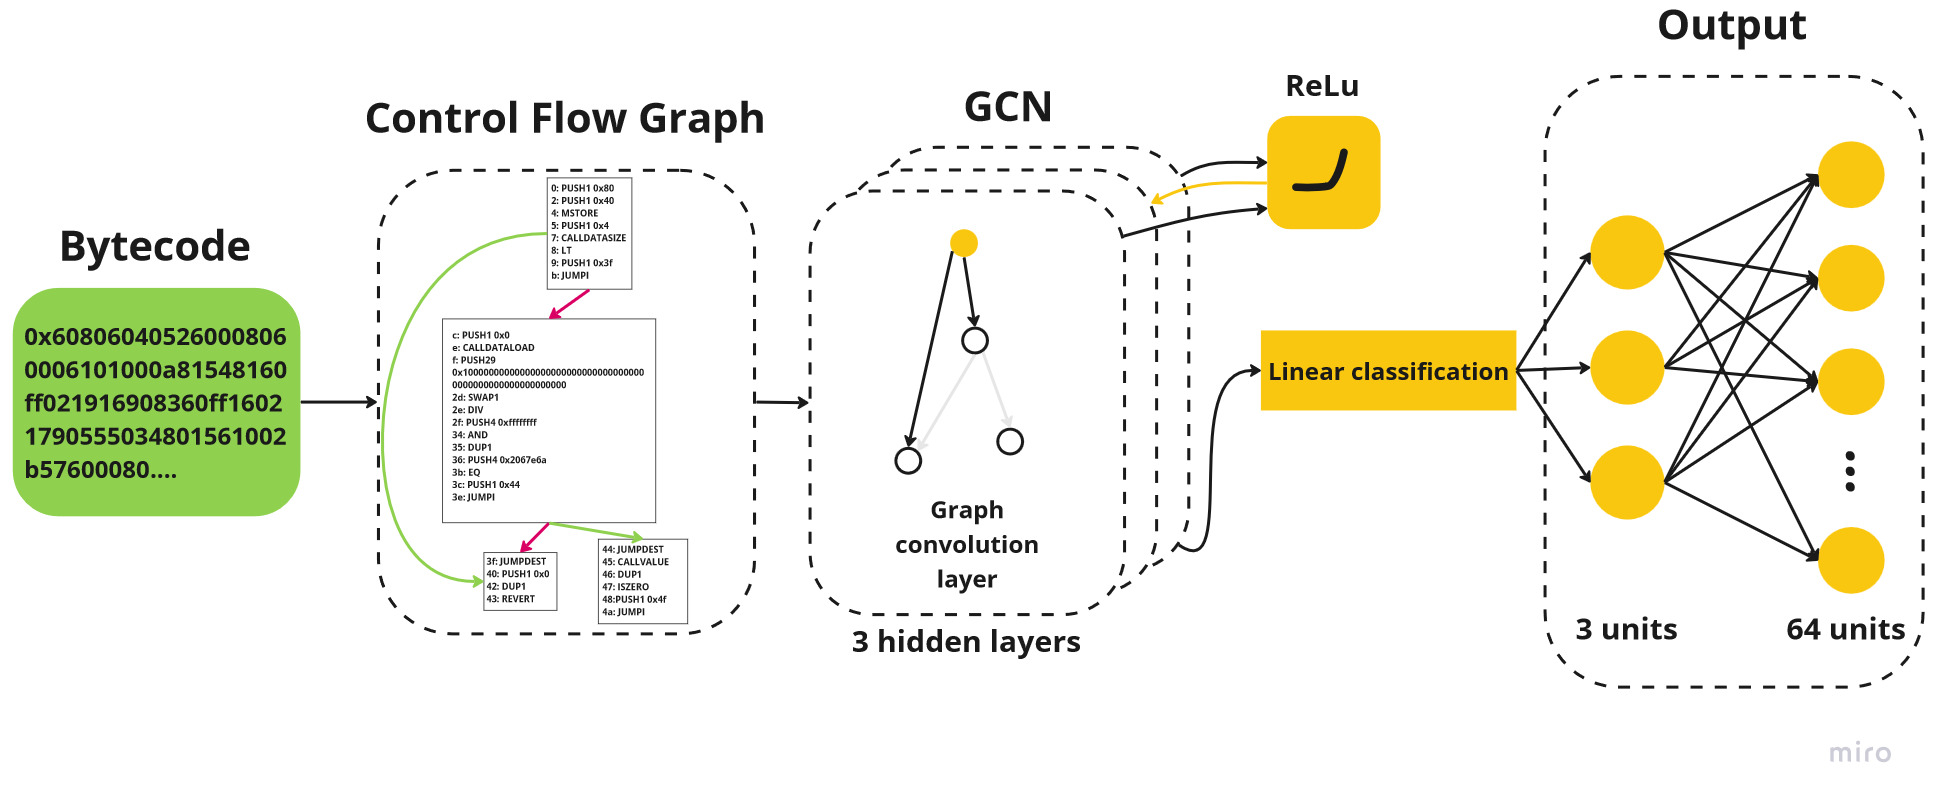 Bytecode
0x60806040526000806
0006101000a81548160
ff021916908360ff1602
1790555034801561002
b57600080....
Control Flow Graph
0: PUSH1 0x80
2: PUSH1 0x40
4: MSTORE
5: PUSH1 0x4
7: CALLDATASIZE
8: LT
9: PUSH1 0x3f
b: JUMPI
c: PUSH1 0x0
e: CALLDATALOAD
f: PUSH29
2d: SWAP1
2e: DIV
2f: PUSH4 0xffffffff
34: AND
35: DUP1
36: PUSH4 0x2067e6a
3b: EQ
3c: PUSH1 0x44
3e: JUMPI
3f: JUMPDEST
40: PUSH1 0x0
42: DUP1
43: REVERT
44: JUMPDEST
45: CALLVALUE
46: DUP1
47: ISZERO
48:PUSH1 0x4f
4a: JUMPI
GCN
Graph
convolution
layer
3 hidden layers
ReLu
Linear classification
Output
3 units
64 units
miro